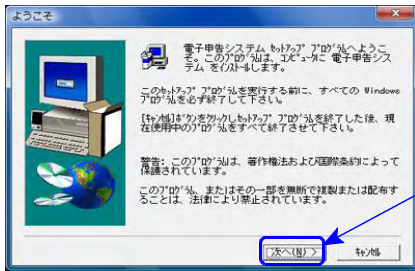 ようこそ
電子申告システム ｾｯﾄｱｯﾌﾟ ﾌﾟﾛｸﾞﾗﾑへようこ
そ。このﾌﾟﾛｸﾞﾗﾑは、ｺﾝﾋﾟｭｰﾀに 電子申告シス
テム をｲﾝｽﾄｰﾙします。
このｾｯﾄｱｯﾌﾟ ﾌﾟﾛｸﾞﾗﾑを実行する前に、すべての Windows
ﾌﾟﾛｸﾞﾗﾑを必ず終了して下さい。
[ｷｬﾝｾﾙ]ﾎﾞﾀﾝをｸﾘｯｸしｾｯﾄｱｯﾌﾟ ﾌﾟﾛｸﾞﾗﾑを終了した後、現
在使用中のﾌﾟﾛｸﾞﾗﾑをすべて終了させて下さい。
警告: このﾌﾟﾛｸﾞﾗﾑは、著作権法および国際条約によって
保護されています。
このﾌﾟﾛｸﾞﾗﾑ、またはその一部を無断で複製または配布す
ることは、法律により禁止されています。
次へ(N) > ｷｬﾝｾﾙ